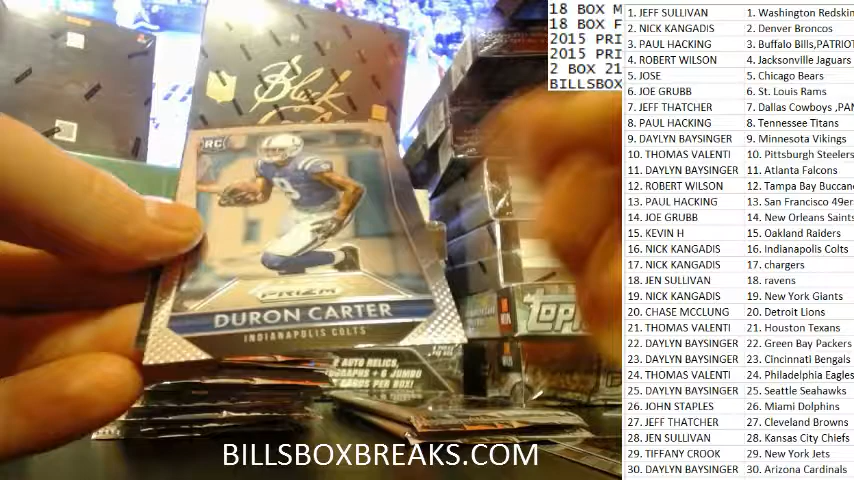 18 BOX M
18 BOX F
2015 PRI
2015 PRI
2 BOX 21
BILLSBOX
1. JEFF SULLIVAN 1. Washington Redskin
2. NICK KANGADIS 2. Denver Broncos
3. PAUL HACKING 3. Buffalo Bills,PATRIOT
4. ROBERT WILSON 4. Jacksonville Jaguars
5. JOSE 5. Chicago Bears
6. JOE GRUBB 6. St. Louis Rams
7. JEFF THATCHER 7. Dallas Cowboys ,PAN
8. PAUL HACKING 8. Tennessee Titans
9. DAYLYN BAYSINGER 9. Minnesota Vikings
10. THOMAS VALENTI 10. Pittsburgh Steelers
11. DAYLYN BAYSINGER 11. Atlanta Falcons
12. ROBERT WILSON 12. Tampa Bay Buccane
13. PAUL HACKING 13. San Francisco 49er
14. JOE GRUBB 14. New Orleans Saints
15. KEVIN H 15. Oakland Raiders
16. NICK KANGADIS 16. Indianapolis Colts
17. NICK KANGADIS 17. chargers
18. JEN SULLIVAN 18. ravens
19. NICK KANGADIS 19. New York Giants
20. CHASE MCCLUNG 20. Detroit Lions
21. THOMAS VALENTI 21. Houston Texans
22. DAYLYN BAYSINGER 22. Green Bay Packers
23. DAYLYN BAYSINGER 23. Cincinnati Bengals
24. THOMAS VALENTI 24. Philadelphia Eagles
25. DAYLYN BAYSINGER 25. Seattle Seahawks
26. JOHN STAPLES 26. Miami Dolphins
27. JEFF THATCHER 27. Cleveland Browns
28. JEN SULLIVAN 28. Kansas City Chiefs
29. TIFFANY CROOK 29. New York Jets
30. DAYLYN BAYSINGER 30. Arizona Cardinals
Black
RC
PRIZM
DURON CARTER
INDIANAPOLIS COLTS
Topps
AUTO RELICS,
+ 6 JUMBO
CARDS PER BOX!
BILLSBOXBREAKS.COM